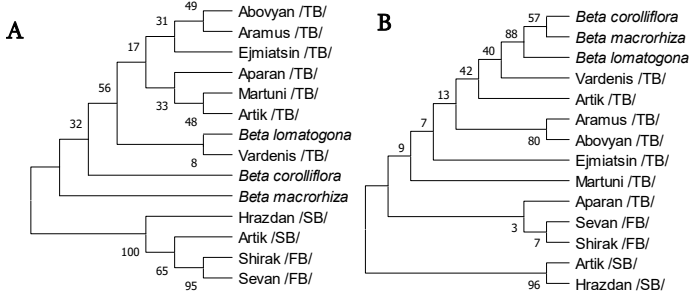 A
49
Abovyan /TB/
31
Aramus /TB/
17
Ejmiatsin /TB/
Aparan /TB/
56
33
Martuni /TB/
48
Artik /TB/
32
Beta lomatogona
8
Vardenis /TB/
Beta corolliflora
Beta macrorhiza
Hrazdan /SB/
100
Artik /SB/
65
Shirak /FB/
95
Sevan /FB/
B
57
Beta corolliflora
88
Beta macrorhiza
40
Beta lomatogona
42
Vardenis /TB/
13
Artik /TB/
7
Aramus /TB/
80
Abovyan /TB/
9
Ejmiatsin /TB/
Martuni /TB/
Aparan /TB/
3
Sevan /FB/
7
Shirak /FB/
Artik /SB/
96
Hrazdan /SB/